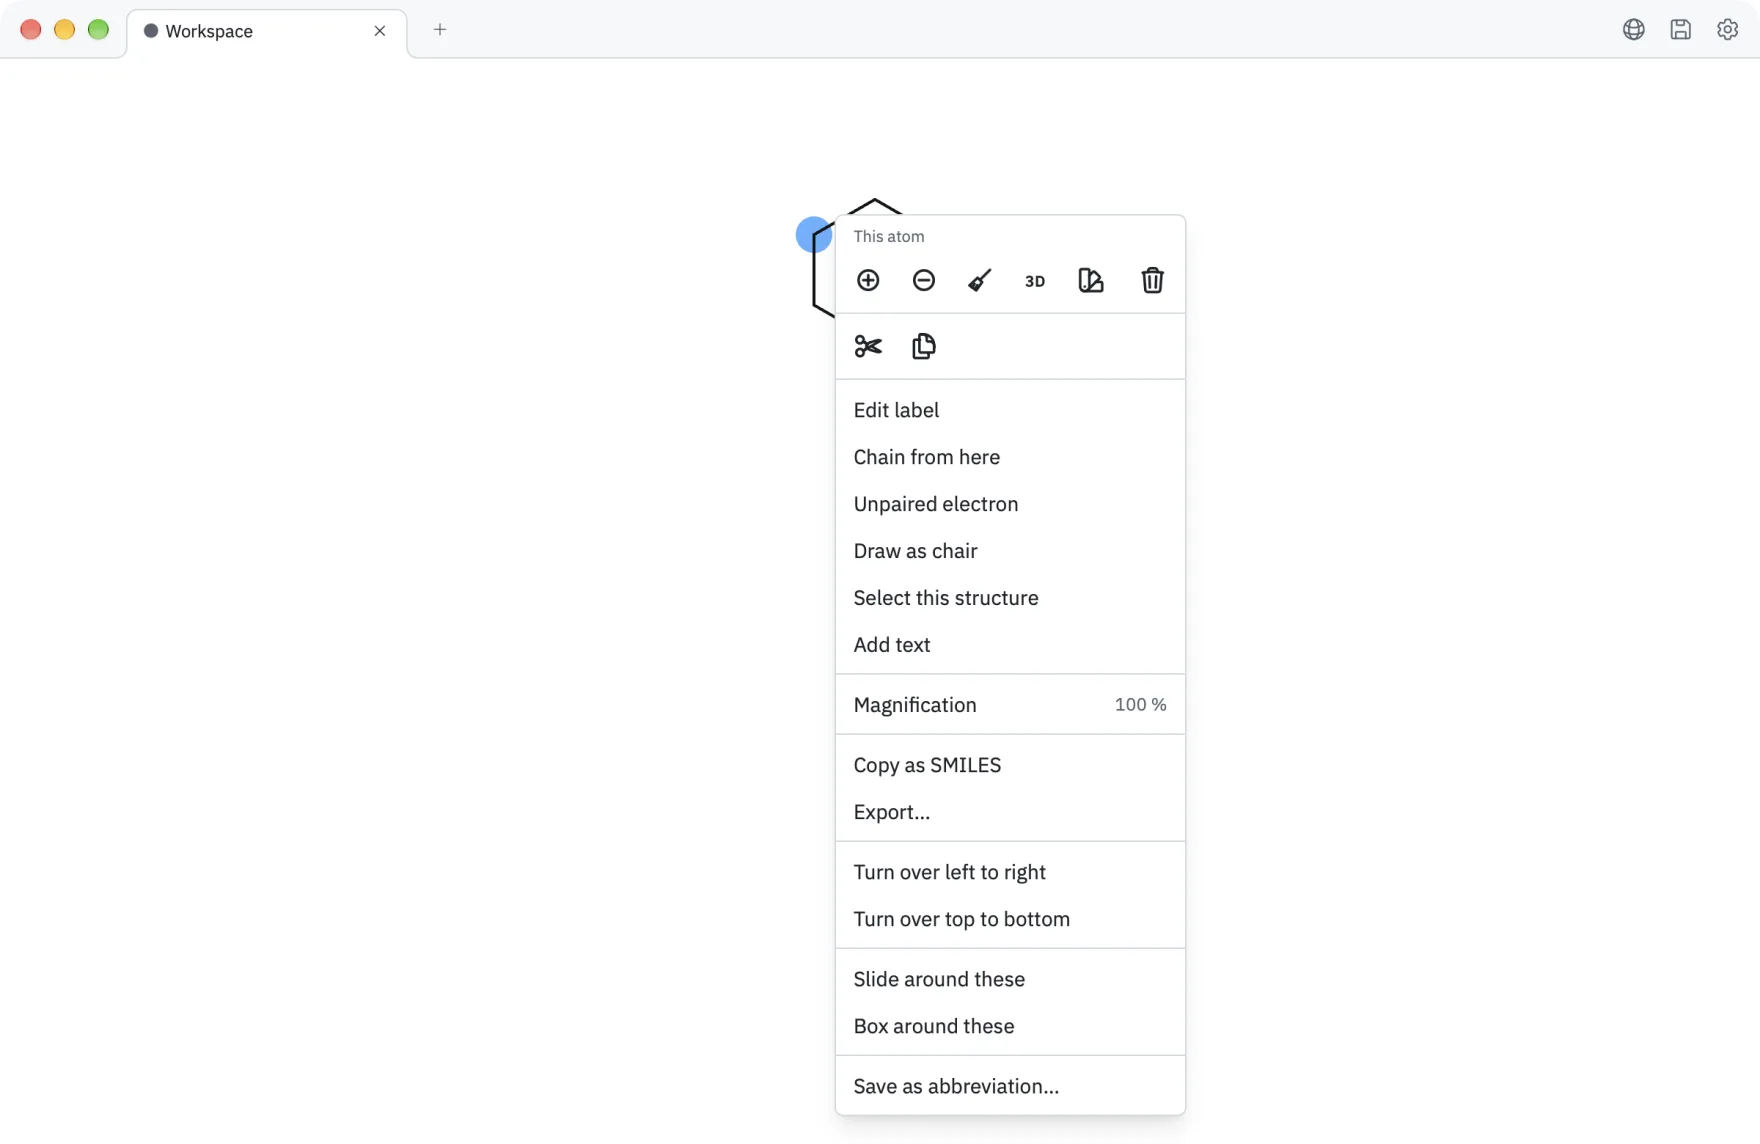 Workspace
This atom
3D
Edit label
Chain from here
Unpaired electron
Draw as chair
Select this structure
Add text
Magnification 100 %
Copy as SMILES
Export...
Turn over left to right
Turn over top to bottom
Slide around these
Box around these
Save as abbreviation...